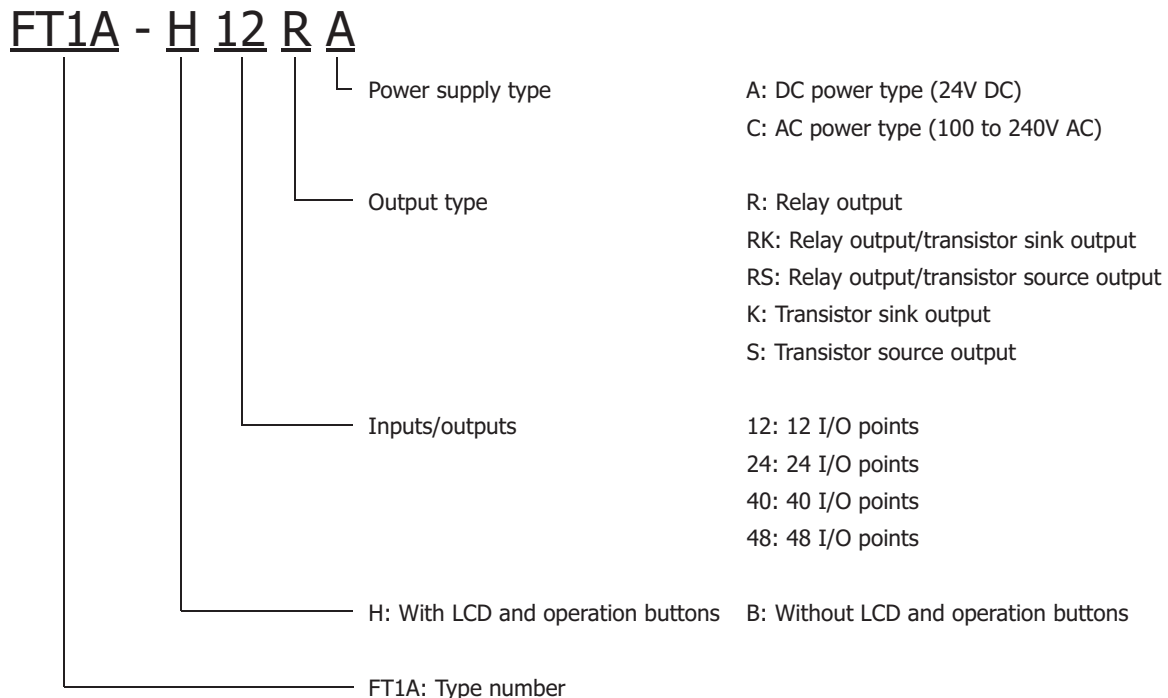 FT1A - H 12 R A
Power supply type A: DC power type (24V DC)
C: AC power type (100 to 240V AC)
Output type R: Relay output
RK: Relay output/transistor sink output
RS: Relay output/transistor source output
K: Transistor sink output
S: Transistor source output
Inputs/outputs 12: 12 I/O points
24: 24 I/O points
40: 40 I/O points
48: 48 I/O points
H: With LCD and operation buttons B: Without LCD and operation buttons
FT1A: Type number